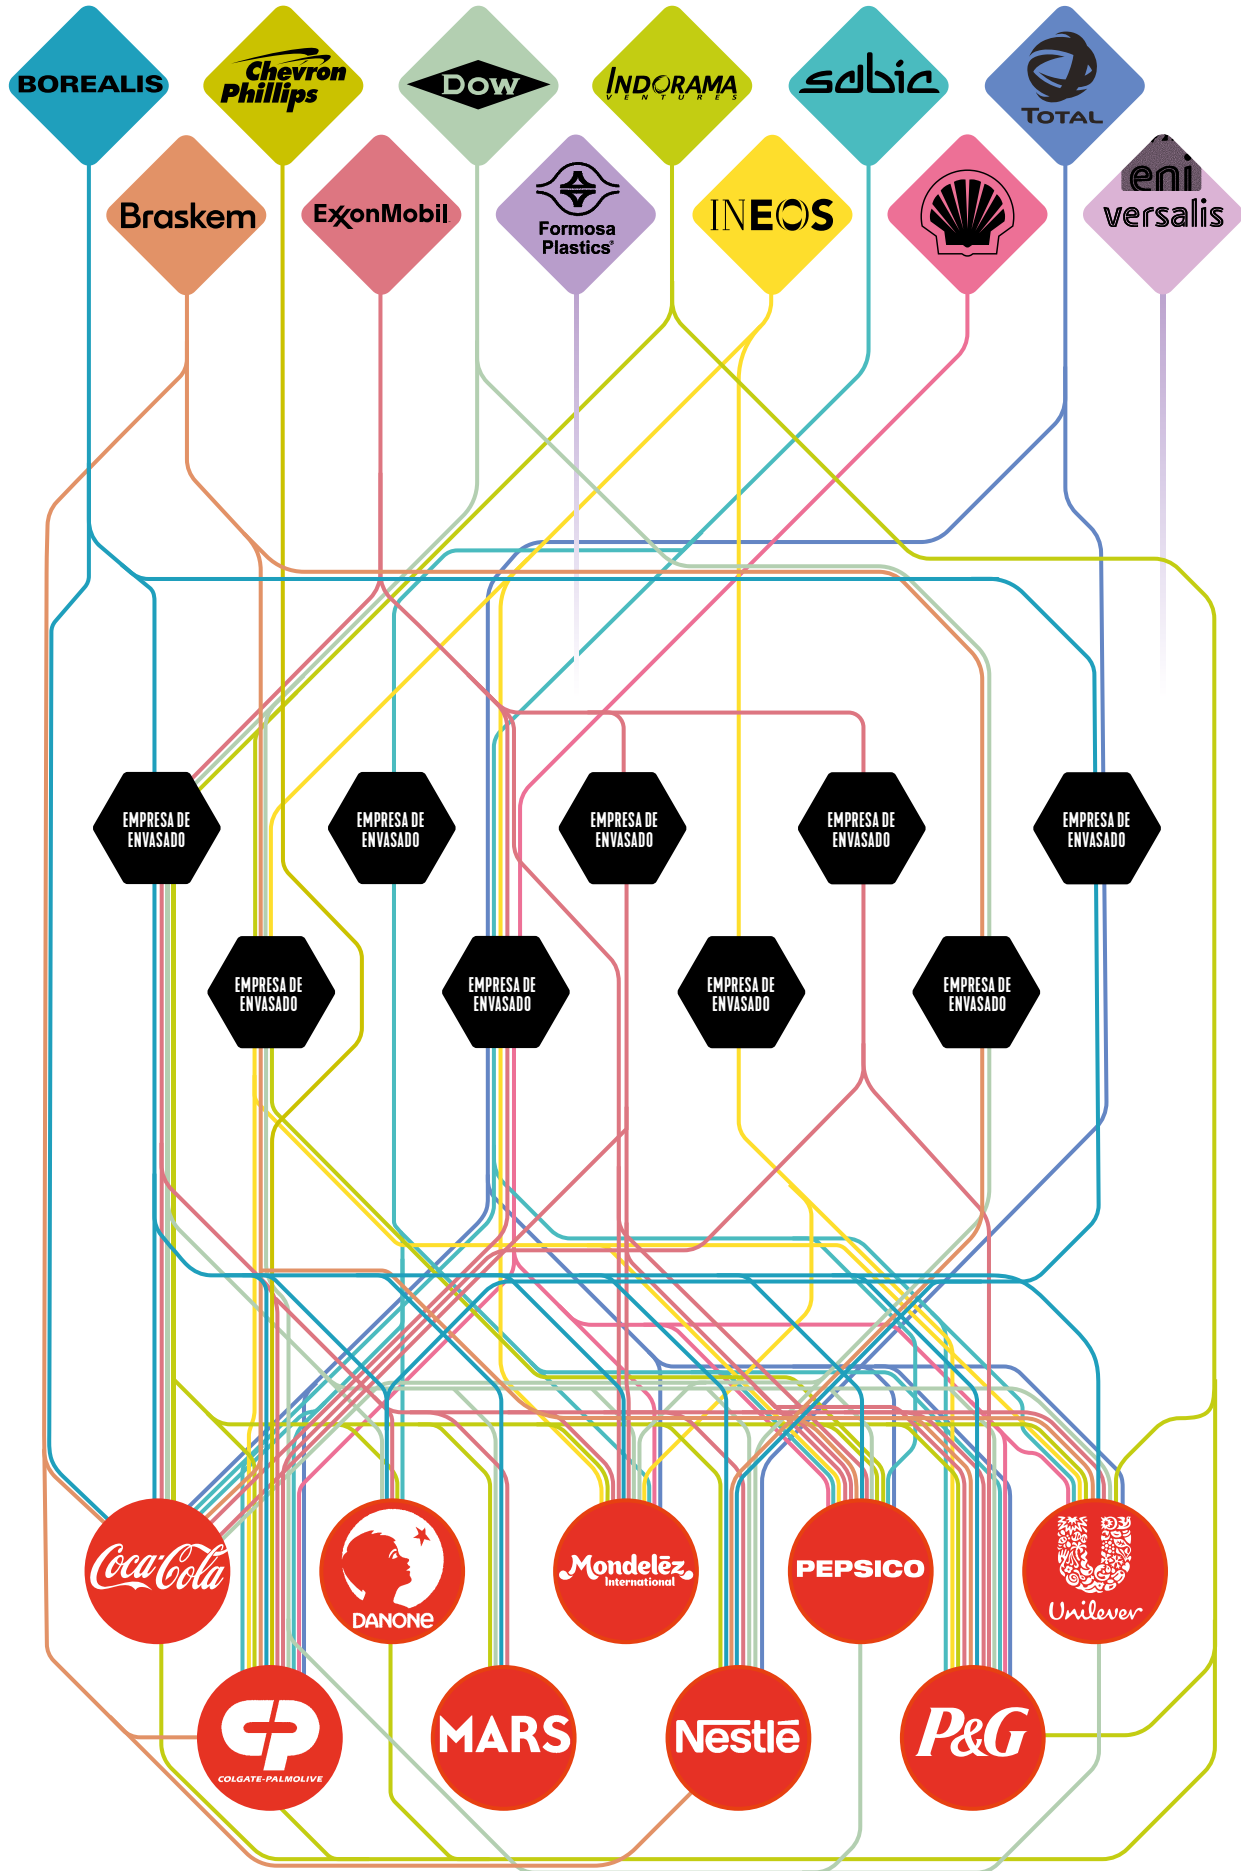 BOREALIS
Chevron
Phillips
Dow
INDORAMA
VENTURES
sabic
TOTAL
Braskem
ExxonMobil
Formosa
Plastics®
INEOS
eni
versalis
EMPRESA DE
ENVASADO
EMPRESA DE
ENVASADO
EMPRESA DE
ENVASADO
EMPRESA DE
ENVASADO
EMPRESA DE
ENVASADO
EMPRESA DE
ENVASADO
EMPRESA DE
ENVASADO
EMPRESA DE
ENVASADO
EMPRESA DE
ENVASADO
Coca-Cola
DANONE
Mondelēz
International
PEPSICO
Unilever
CP
COLGATE-PALMOLIVE
MARS
Nestlé
P&G